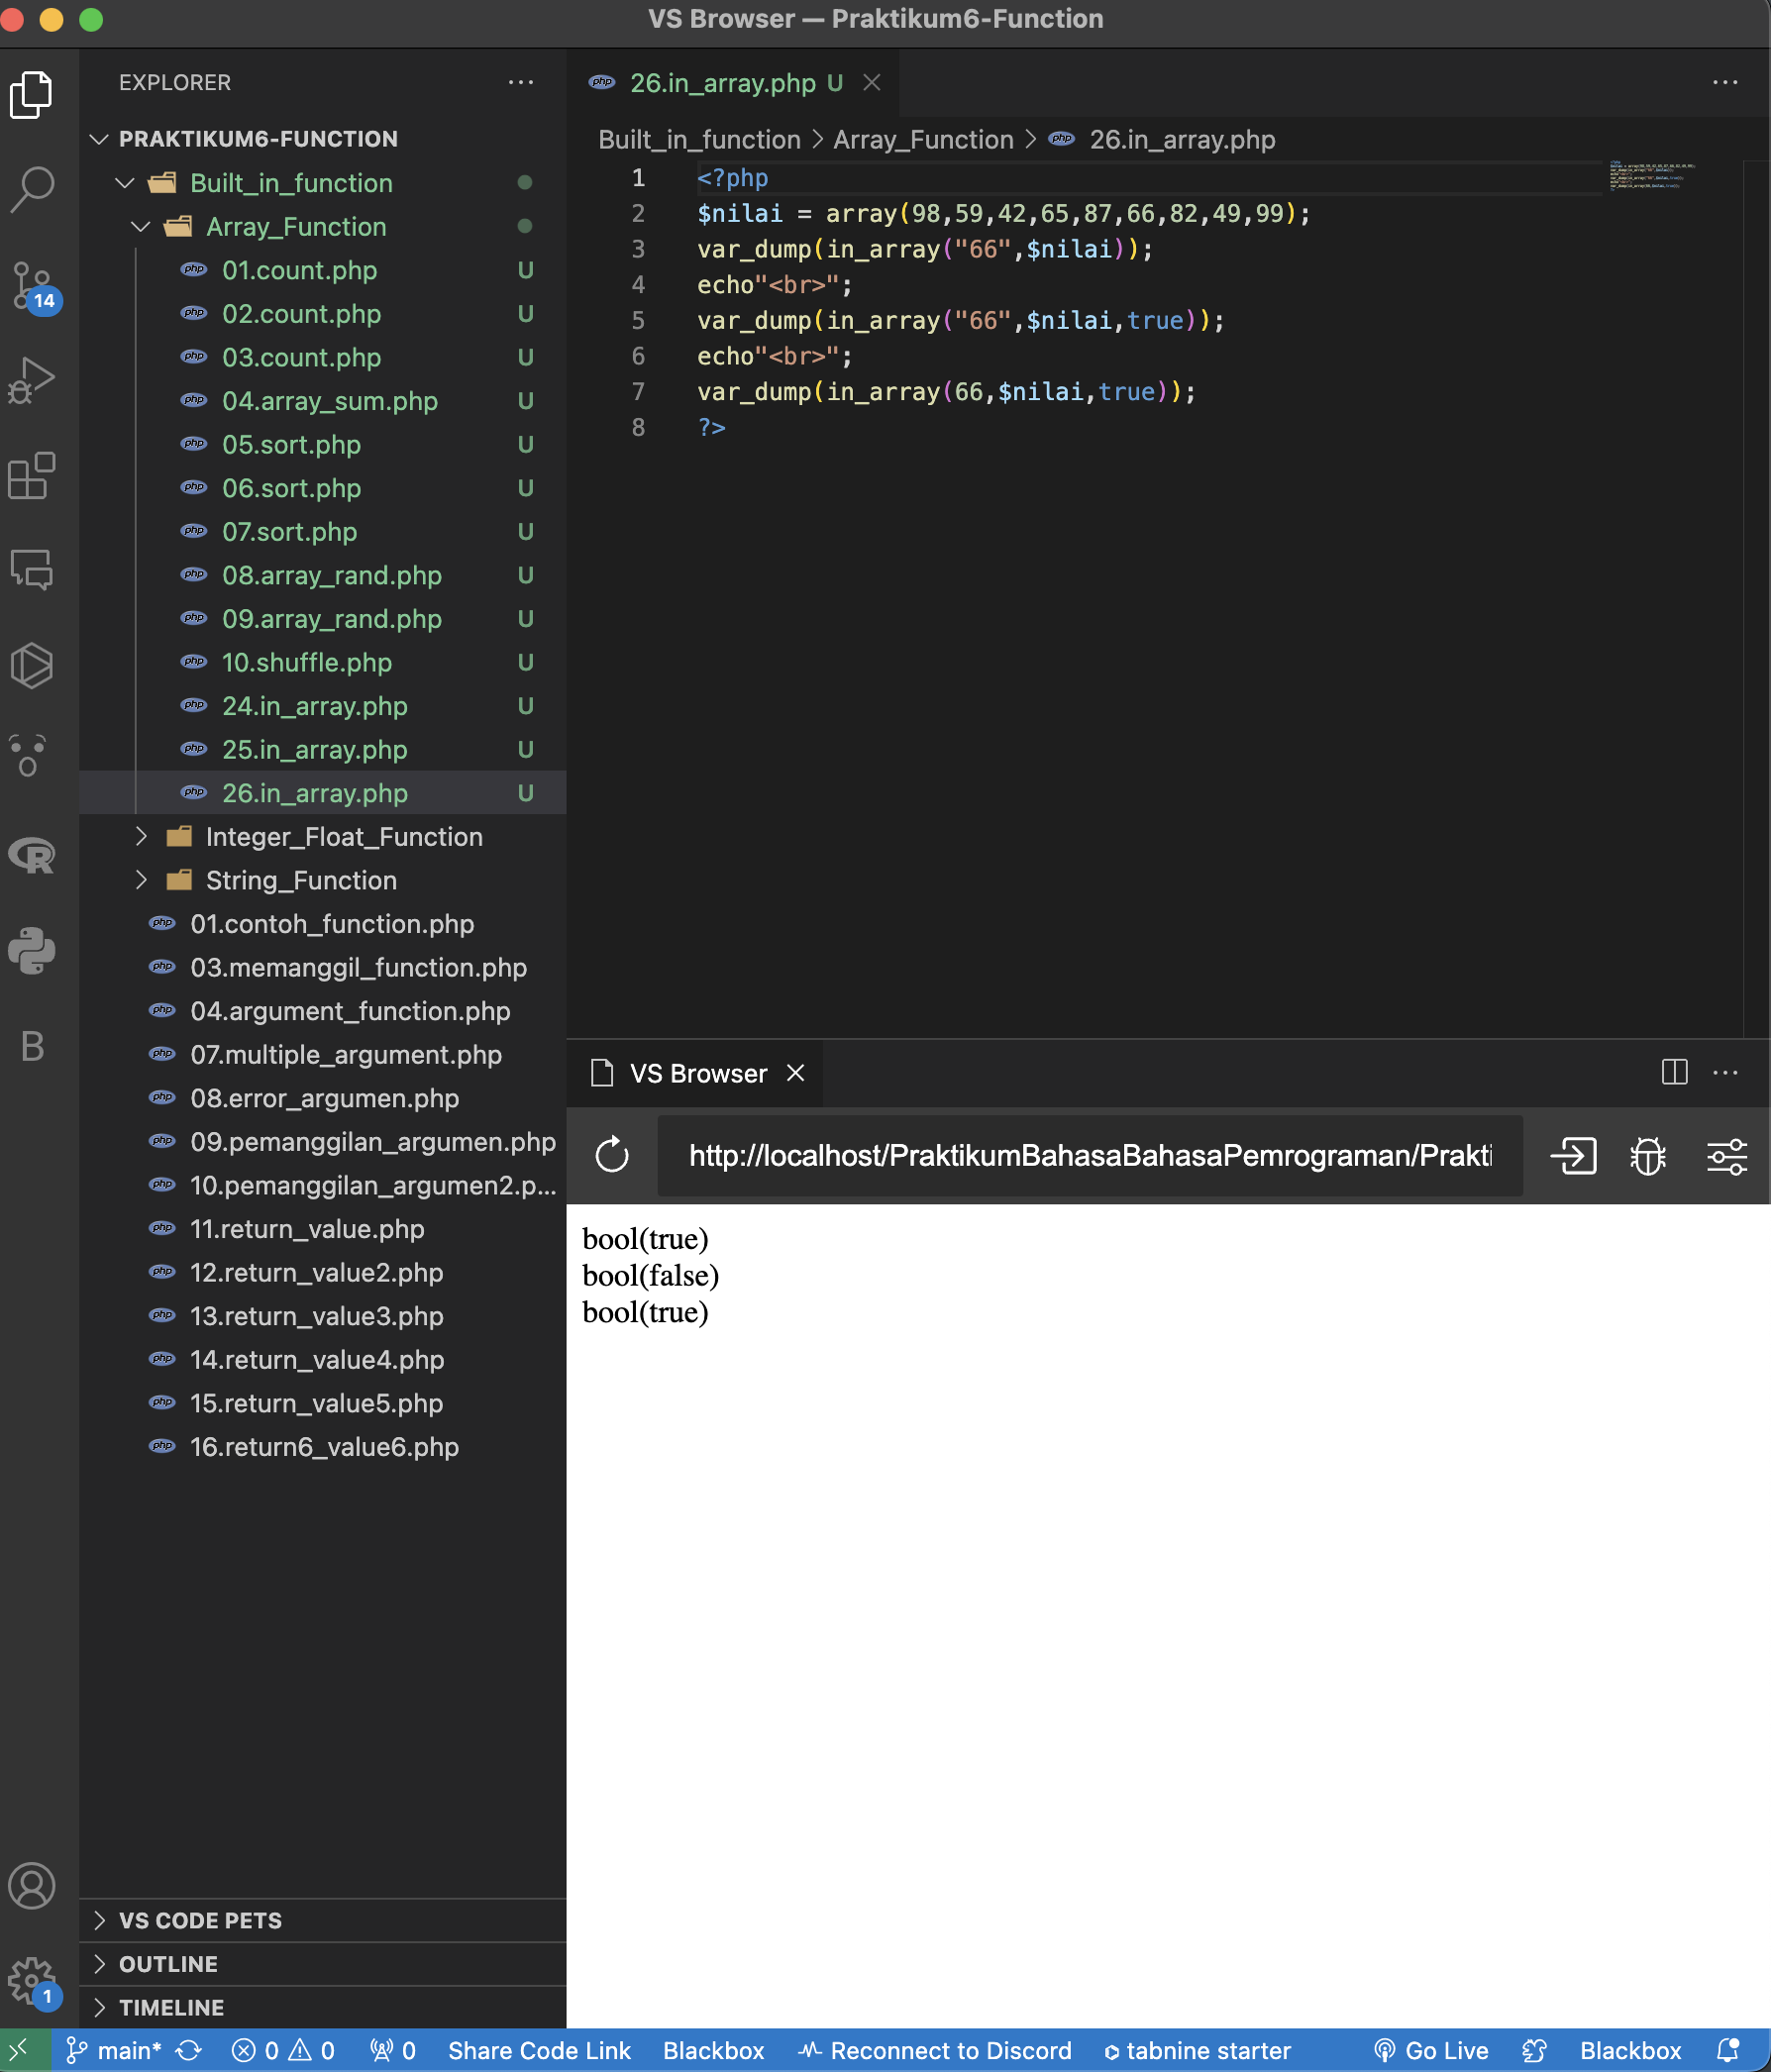 VS Browser — Praktikum6-Function
EXPLORER
PRAKTIKUM6-FUNCTION
Built_in_function
Array_Function
01.count.php U
02.count.php U
03.count.php U
04.array_sum.php U
05.sort.php U
06.sort.php U
07.sort.php U
08.array_rand.php U
09.array_rand.php U
10.shuffle.php U
24.in_array.php U
25.in_array.php U
26.in_array.php U
Integer_Float_Function
String_Function
01.contoh_function.php
03.memanggil_function.php
04.argument_function.php
07.multiple_argument.php
08.error_argumen.php
09.pemanggilan_argumen.php
10.pemanggilan_argumen2.p...
11.return_value.php
12.return_value2.php
13.return_value3.php
14.return_value4.php
15.return_value5.php
16.return6_value6.php
VS CODE PETS
OUTLINE
TIMELINE
14
R
B
1
26.in_array.php U
Built_in_function > Array_Function > 26.in_array.php
1 <?php
2 $nilai = array(98,59,42,65,87,66,82,49,99);
3 var_dump(in_array("66",$nilai));
4 echo"<br>";
5 var_dump(in_array("66",$nilai,true));
6 echo"<br>";
7 var_dump(in_array(66,$nilai,true));
8 ?>
VS Browser
http://localhost/PraktikumBahasaBahasaPemrograman/Prakti
bool(true)
bool(false)
bool(true)
main* 0 0 0 Share Code Link Blackbox Reconnect to Discord tabnine starter Go Live Blackbox